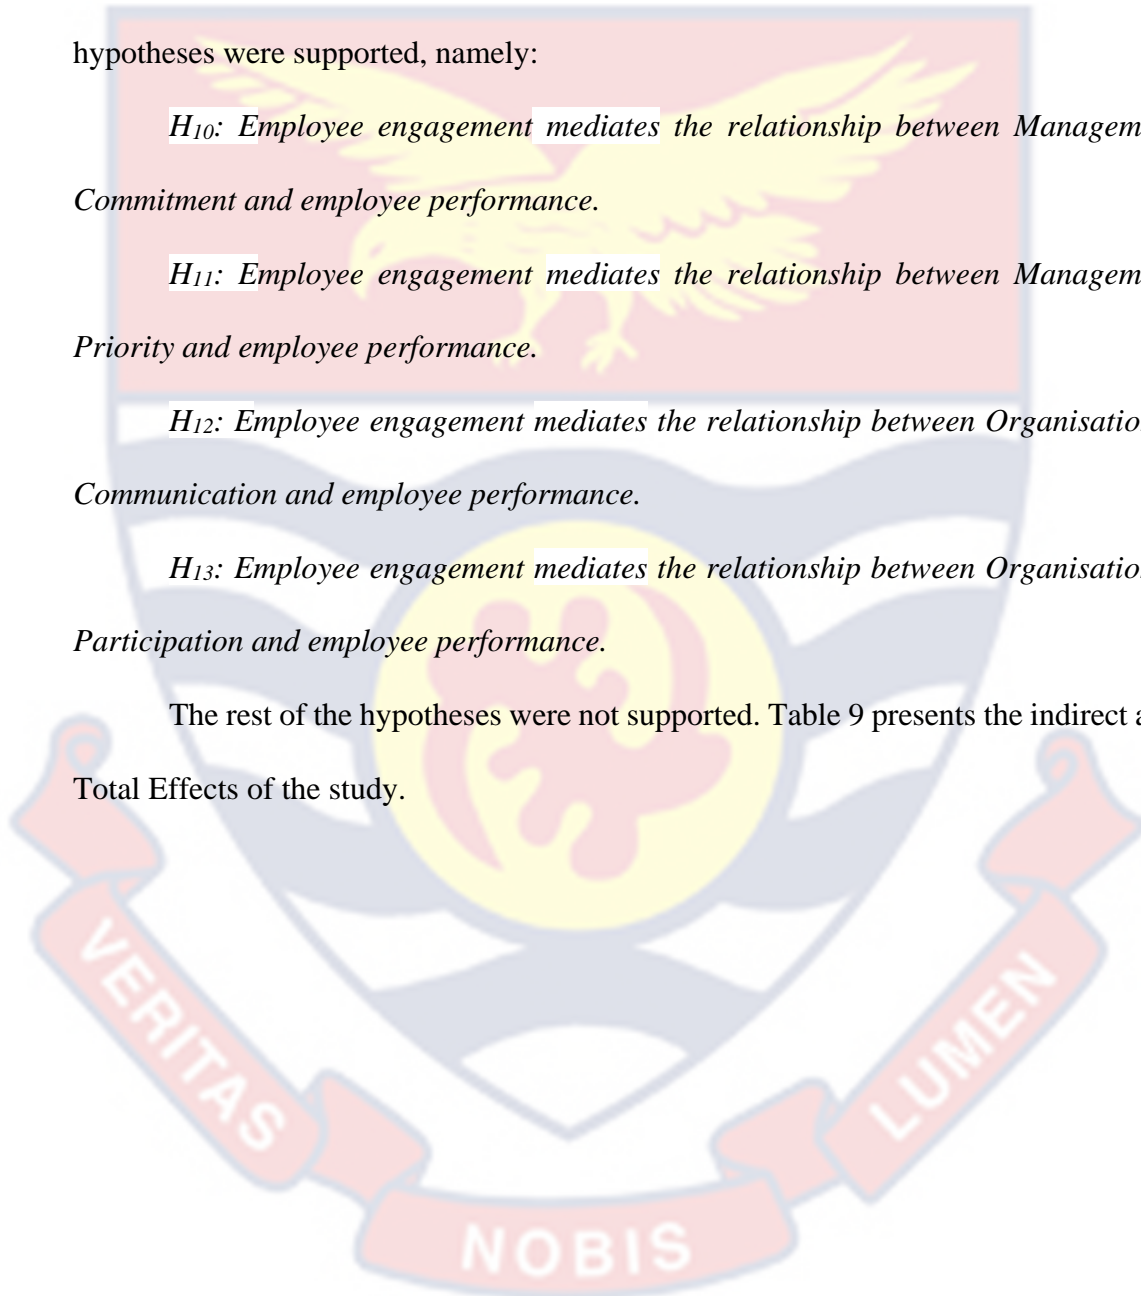 hypotheses were supported, namely:
H10: Employee engagement mediates the relationship between Managem
Commitment and employee performance.
H11: Employee engagement mediates the relationship between Managem
Priority and employee performance.
H12: Employee engagement mediates the relationship between Organisatio
Communication and employee performance.
H13: Employee engagement mediates the relationship between Organisatio
Participation and employee performance.
The rest of the hypotheses were not supported. Table 9 presents the indirect a
Total Effects of the study.
VERITAS
NOBIS
LUMEN